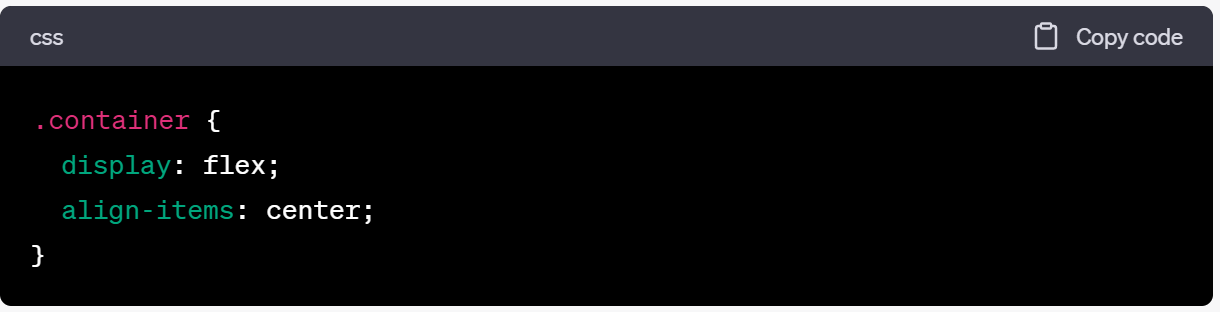 css
Copy code
.container {
  display: flex;
  align-items: center;
}